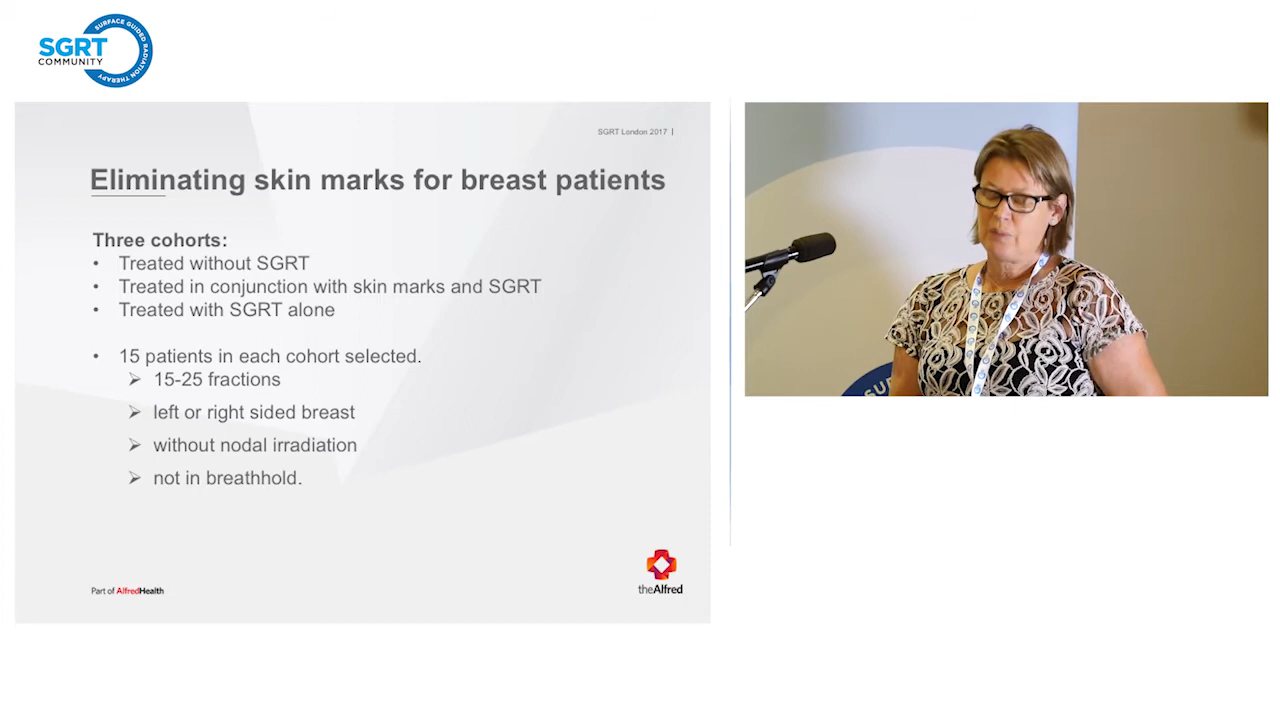 SURFACE GUIDED RADIATION THERAPY
SGRT
COMMUNITY
SGRT London 2017 |
Eliminating skin marks for breast patients
Three cohorts:
• Treated without SGRT
• Treated in conjunction with skin marks and SGRT
• Treated with SGRT alone
• 15 patients in each cohort selected.
➢ 15-25 fractions
➢ left or right sided breast
➢ without nodal irradiation
➢ not in breathhold.
Part of AlfredHealth
theAlfred
SU